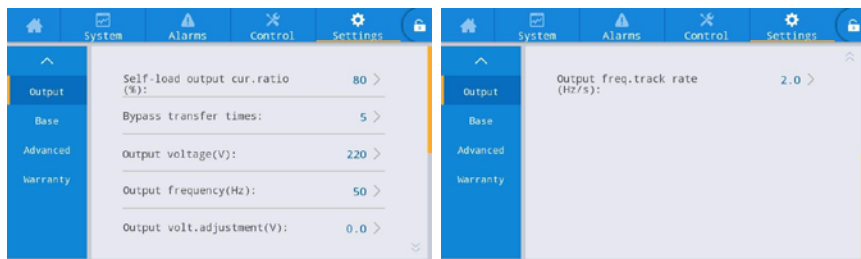 System Alarms Control Settings
Output
Base
Advanced
Warranty
Self-load output cur.ratio
(%): 80
Bypass transfer times: 5
Output voltage(V): 220
Output frequency(Hz): 50
Output volt.adjustment(V): 0.0
System Alarms Control Settings
Output
Base
Advanced
Warranty
Output freq.track rate
(Hz/s): 2.0